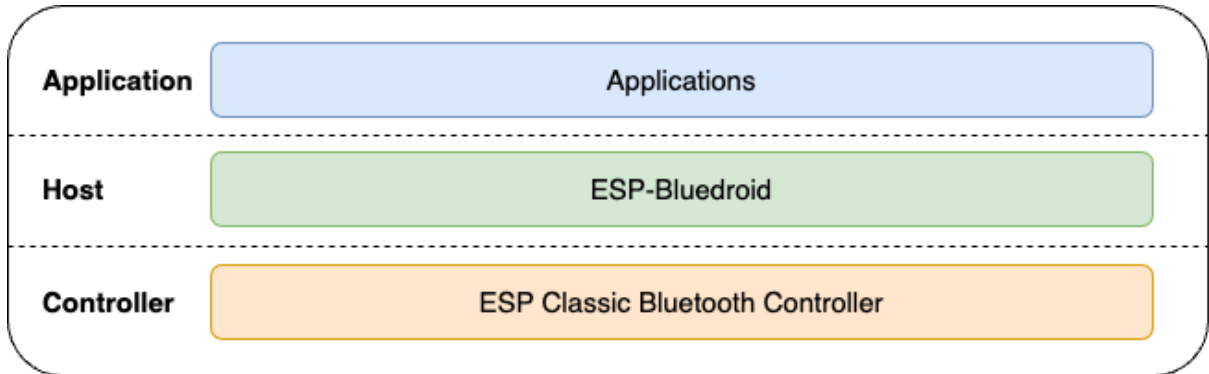 Application
Applications
Host
ESP-Bluedroid
Controller
ESP Classic Bluetooth Controller